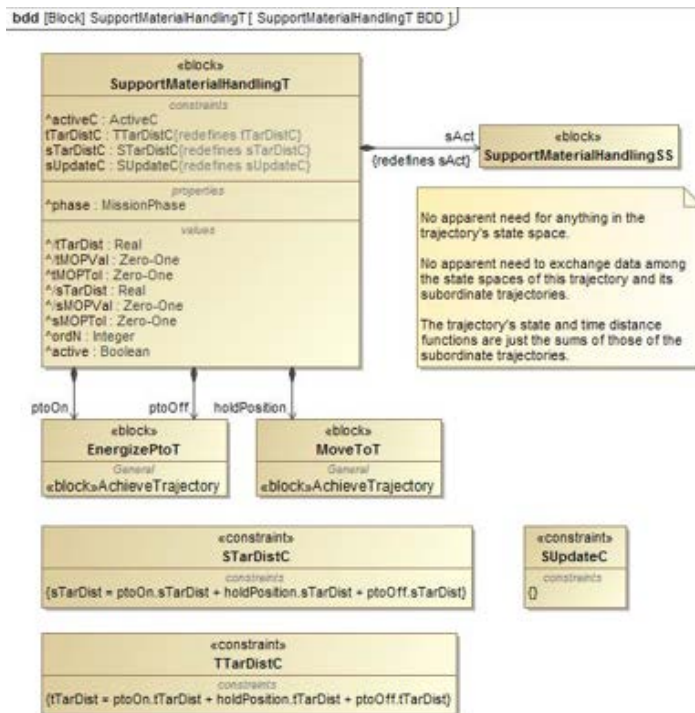 bdd [Block] SupportMaterialHandlingT [ SupportMaterialHandlingT BDD ]
«block»
SupportMaterialHandlingT
constraints
^activeC : ActiveC
tTarDistC : TTarDistC{redefines tTarDistC}
sTarDistC : STarDistC{redefines sTarDistC}
sUpdateC : SUpdateC{redefines sUpdateC}
properties
^phase : MissionPhase
values
^/tTarDist : Real
^/tMOPVal : Zero-One
^tMOPTol : Zero-One
^/sTarDist : Real
^/sMOPVal : Zero-One
^sMOPTol : Zero-One
^ordN : Integer
^active : Boolean
sAct
{redefines sAct}
«block»
SupportMaterialHandlingSS
No apparent need for anything in the
trajectory's state space.
No apparent need to exchange data among
the state spaces of this trajectory and its
subordinate trajectories.
The trajectory's state and time distance
functions are just the sums of those of the
subordinate trajectories.
ptoOn
ptoOff
holdPosition
«block»
EnergizePtoT
General
«block»AchieveTrajectory
«block»
MoveToT
General
«block»AchieveTrajectory
«constraint»
STarDistC
constraints
{sTarDist = ptoOn.sTarDist + holdPosition.sTarDist + ptoOff.sTarDist}
«constraint»
SUpdateC
constraints
{}
«constraint»
TTarDistC
constraints
{tTarDist = ptoOn.tTarDist + holdPosition.tTarDist + ptoOff.tTarDist}